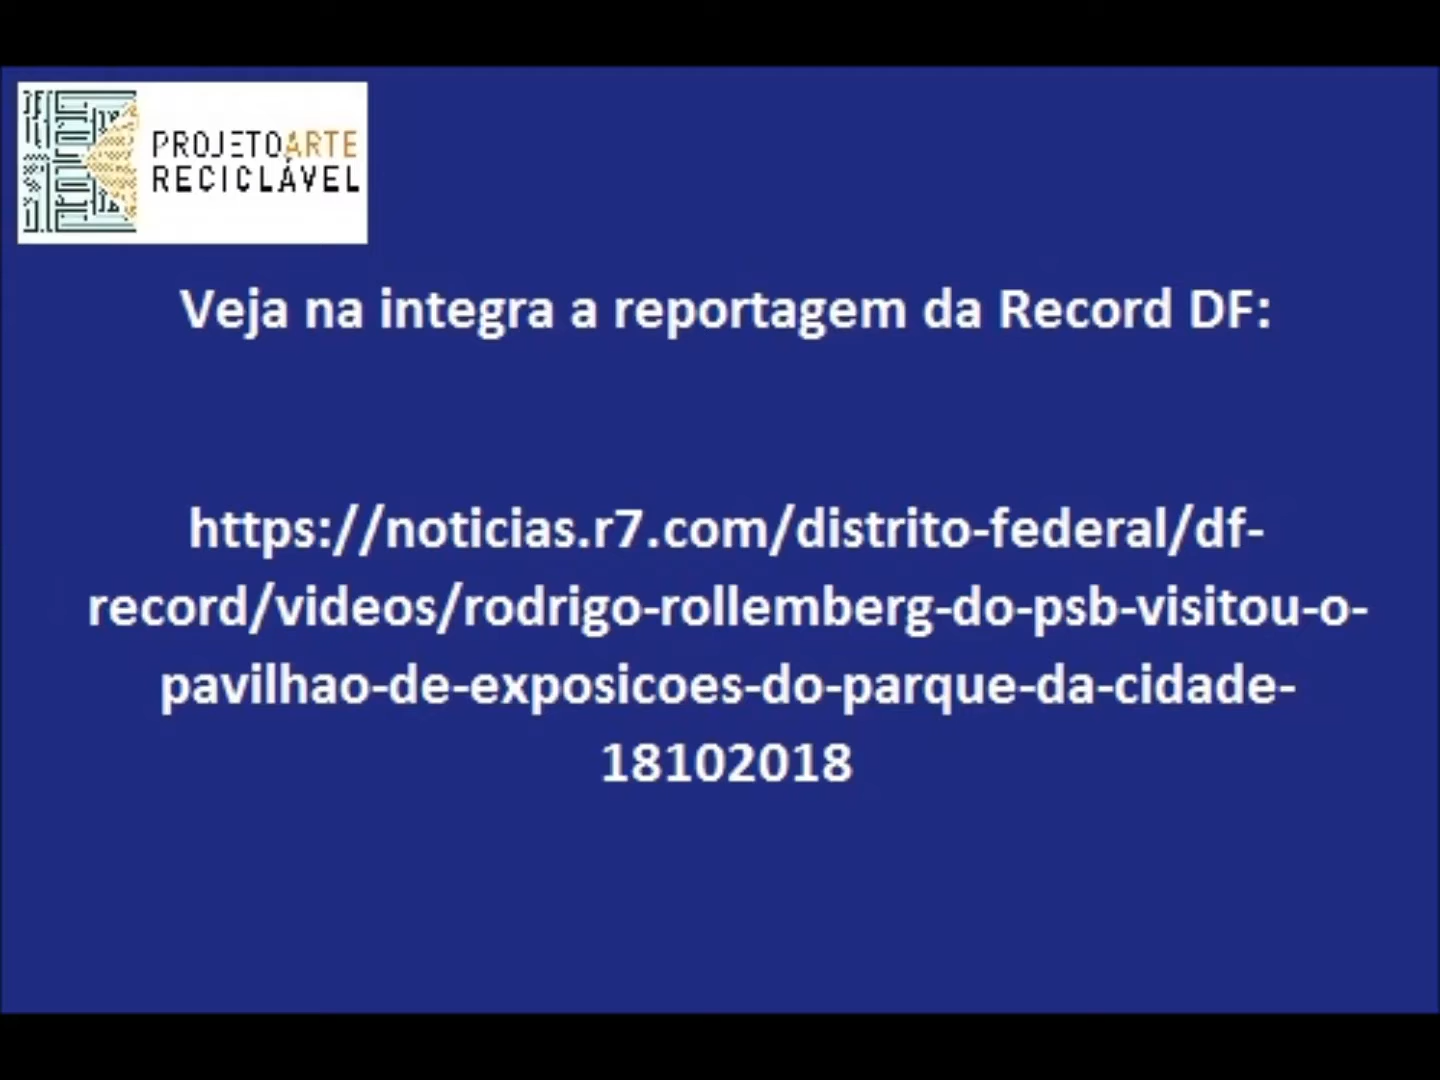 PROJETOARTE
RECICLÁVEL
Veja na integra a reportagem da Record DF:
https://noticias.r7.com/distrito-federal/df-
record/videos/rodrigo-rollemberg-do-psb-visitou-o-
pavilhao-de-exposicoes-do-parque-da-cidade-
18102018